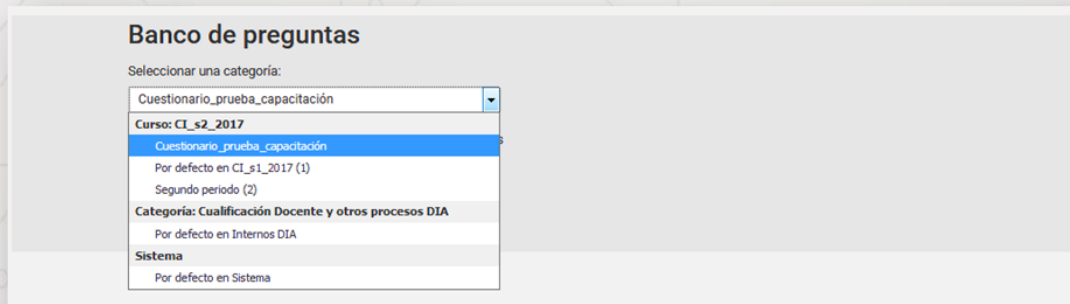 Banco de preguntas
Seleccionar una categoría:
Cuestionario_prueba_capacitación
Curso: CI_s2_2017
Cuestionario_prueba_capacitación
Por defecto en CI_s1_2017 (1)
Segundo periodo (2)
Categoría: Cualificación Docente y otros procesos DIA
Por defecto en Internos DIA
Sistema
Por defecto en Sistema